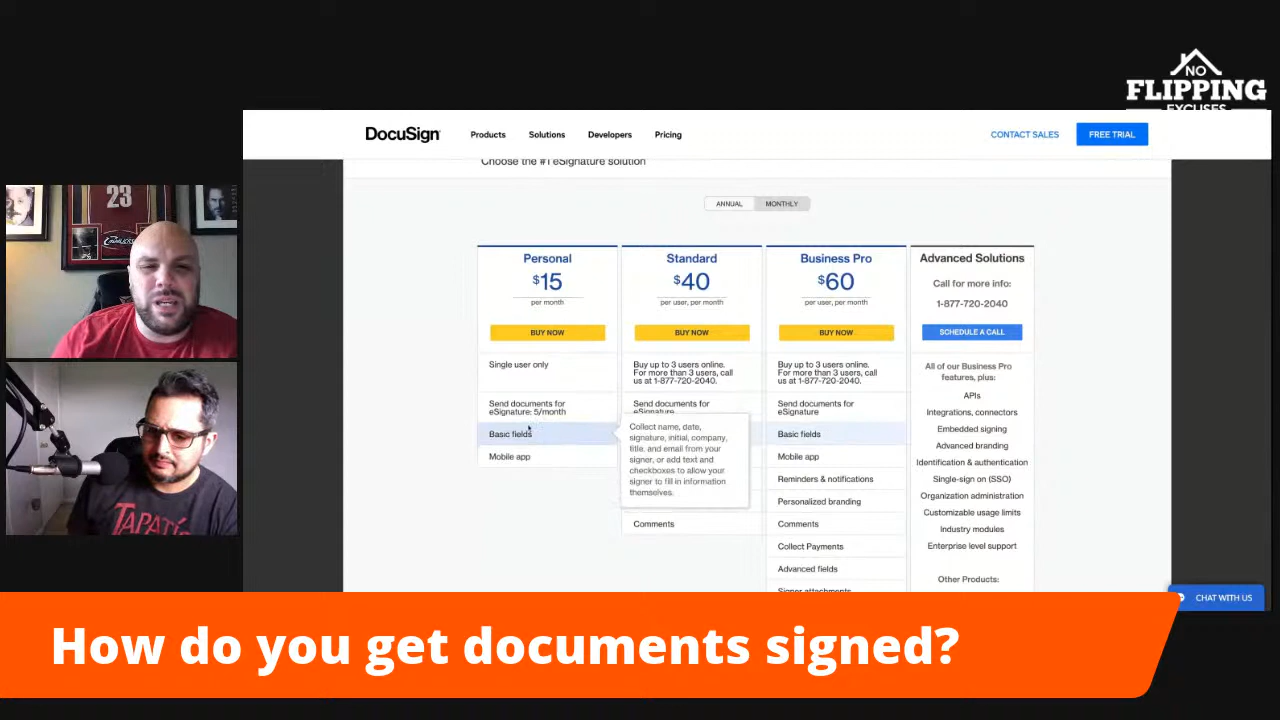 NO
FLIPPING
EXCUSES
DocuSign
Products
Solutions
Developers
Pricing
CONTACT SALES
FREE TRIAL
Choose the #1 eSignature solution
ANNUAL
MONTHLY
Personal
$15
per month
BUY NOW
Single user only
Send documents for
eSignature: 5/month
Basic fields
Mobile app
Standard
$40
per user, per month
BUY NOW
Buy up to 3 users online.
For more than 3 users, call
us at 1-877-720-2040.
Send documents for
eSignature
Collect name, date,
signature, initial, company,
title, and email from your
signer, or add text and
checkboxes to allow your
signer to fill in information
themselves.
Comments
Business Pro
$60
per user, per month
BUY NOW
Buy up to 3 users online.
For more than 3 users, call
us at 1-877-720-2040.
Send documents for
eSignature
Basic fields
Mobile app
Reminders & notifications
Personalized branding
Comments
Collect Payments
Advanced fields
Signer attachments
Advanced Solutions
Call for more info:
1-877-720-2040
SCHEDULE A CALL
All of our Business Pro
features, plus:
APIs
Integrations, connectors
Embedded signing
Advanced branding
Identification & authentication
Single-sign on (SSO)
Organization administration
Customizable usage limits
Industry modules
Enterprise level support
Other Products:
CHAT WITH US
23
CAVALIERS
TAPATÍ
How do you get documents signed?